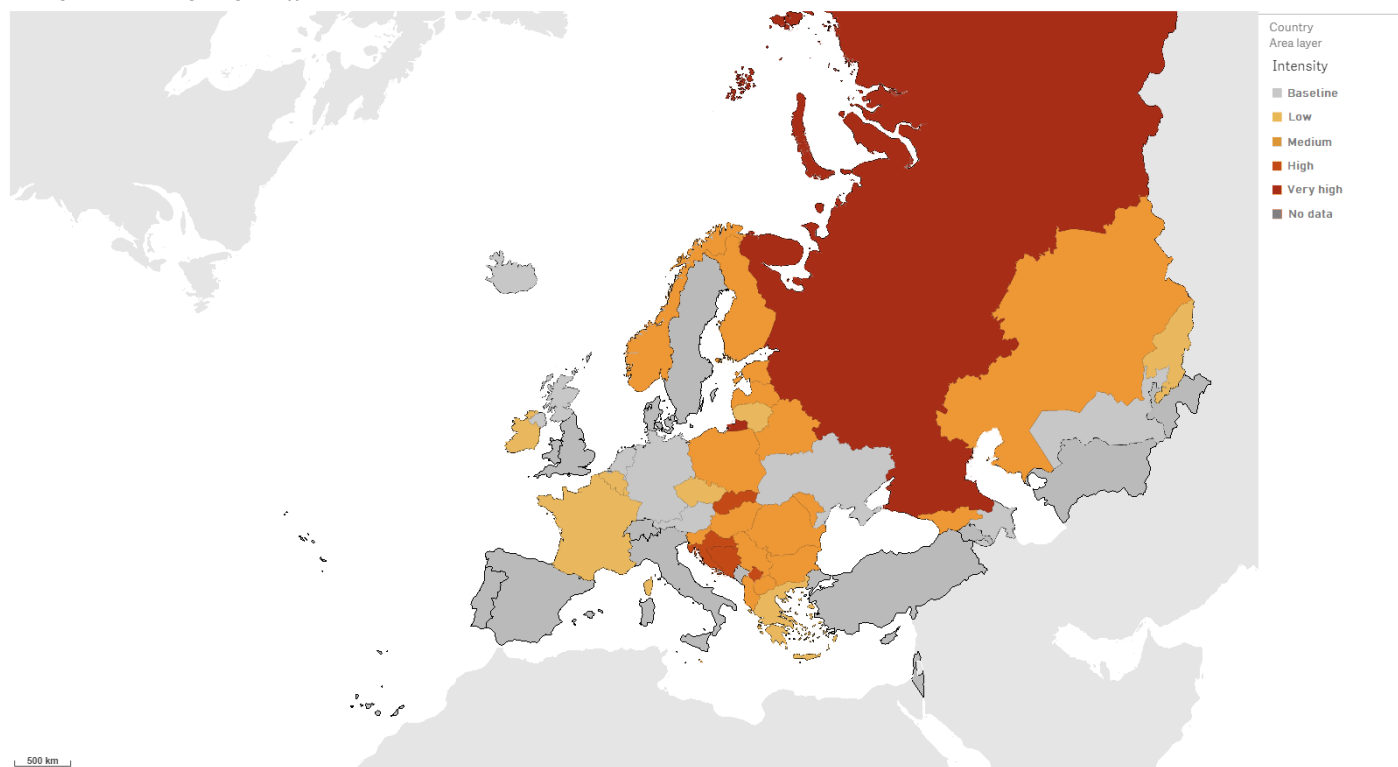 Country
Area layer
Intensity
Baseline
Low
Medium
High
Very high
No data
500 km